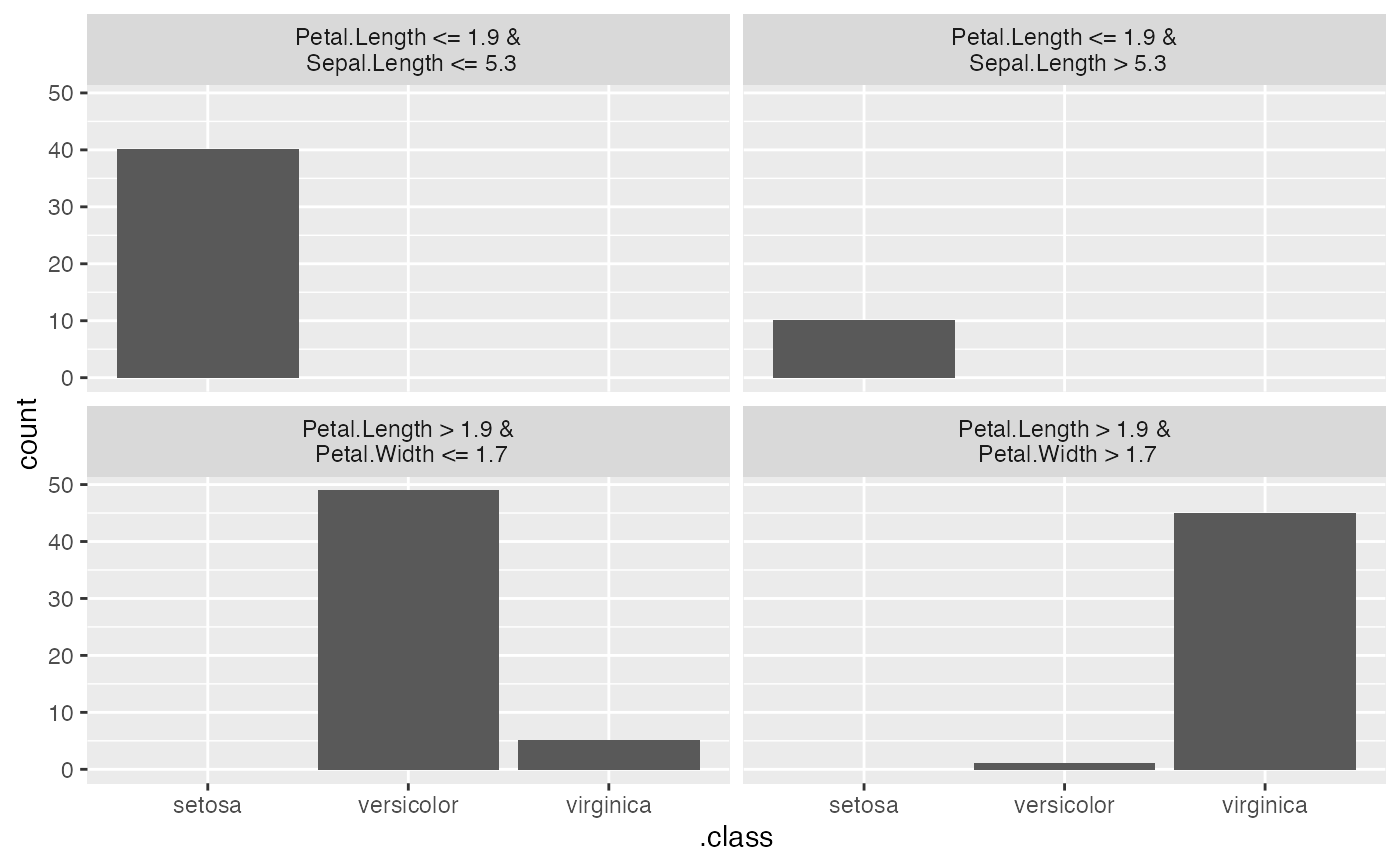 Petal.Length <= 1.9 &
Sepal.Length <= 5.3
Petal.Length <= 1.9 &
Sepal.Length > 5.3
50
40
30
20
10
0
count
Petal.Length > 1.9 &
Petal.Width <= 1.7
Petal.Length > 1.9 &
Petal.Width > 1.7
50
40
30
20
10
0
setosa versicolor virginica setosa versicolor virginica
.class